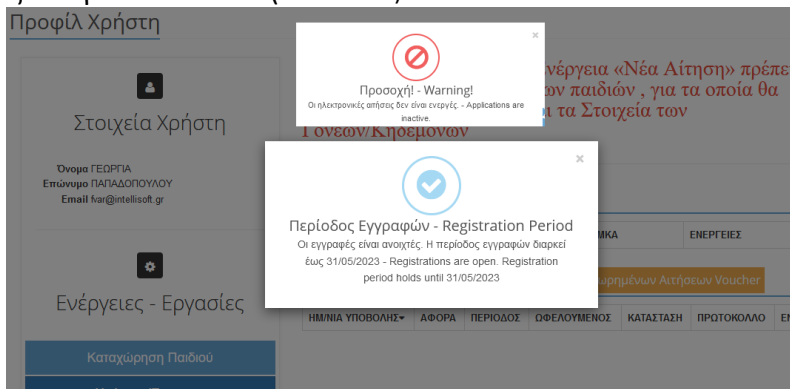 Προφίλ Χρήστη
Στοιχεία Χρήστη
Όνομα ΓΕΩΡΓΙΑ
Επώνυμο ΠΑΠΑΔΟΠΟΥΛΟΥ
Email fvar@intellisoft.gr
Ενέργειες - Εργασίες
Καταχώρηση Παιδιού
×
Προσοχή! - Warning!
Οι ηλεκτρονικές αιτήσεις δεν είναι ενεργές. - Applications are
inactive.
«Νέα Αίτηση» πρέπε
παιδιών , για τα οποία θα
τα Στοιχεία των
Γονέων/Κηδεμόνων
×
Περίοδος Εγγραφών - Registration Period
Οι εγγραφές είναι ανοιχτές. Η περίοδος εγγραφών διαρκεί
έως 31/05/2023 - Registrations are open. Registration
period holds until 31/05/2023
ΕΝΕΡΓΕΙΕΣ
Αιτήσεων Voucher
ΗΜ/ΝΙΑ ΥΠΟΒΟΛΗΣ ΑΦΟΡΑ ΠΕΡΙΟΔΟΣ ΩΦΕΛΟΥΜΕΝΟΣ ΚΑΤΑΣΤΑΣΗ ΠΡΩΤΟΚΟΛΛΟ